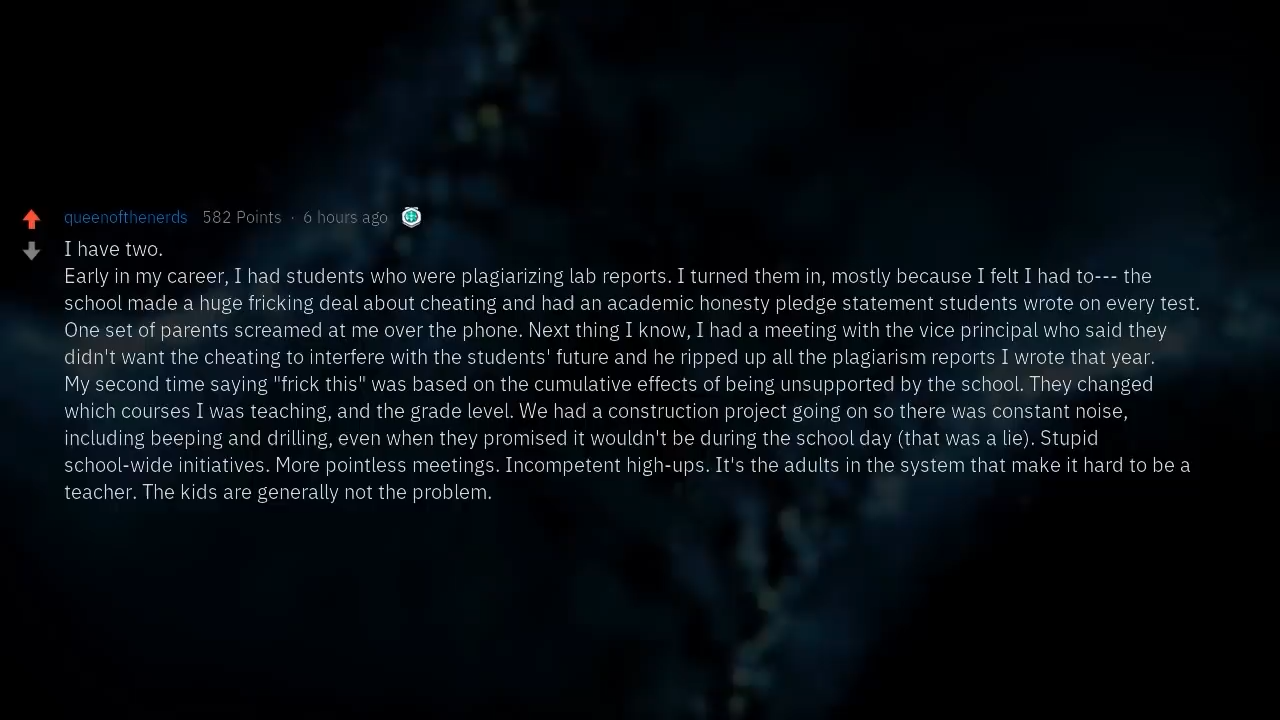 queenofthenerds 582 Points · 6 hours ago
I have two.
Early in my career, I had students who were plagiarizing lab reports. I turned them in, mostly because I felt I had to--- the
school made a huge fricking deal about cheating and had an academic honesty pledge statement students wrote on every test.
One set of parents screamed at me over the phone. Next thing I know, I had a meeting with the vice principal who said they
didn't want the cheating to interfere with the students' future and he ripped up all the plagiarism reports I wrote that year.
My second time saying "frick this" was based on the cumulative effects of being unsupported by the school. They changed
which courses I was teaching, and the grade level. We had a construction project going on so there was constant noise,
including beeping and drilling, even when they promised it wouldn't be during the school day (that was a lie). Stupid
school-wide initiatives. More pointless meetings. Incompetent high-ups. It's the adults in the system that make it hard to be a
teacher. The kids are generally not the problem.